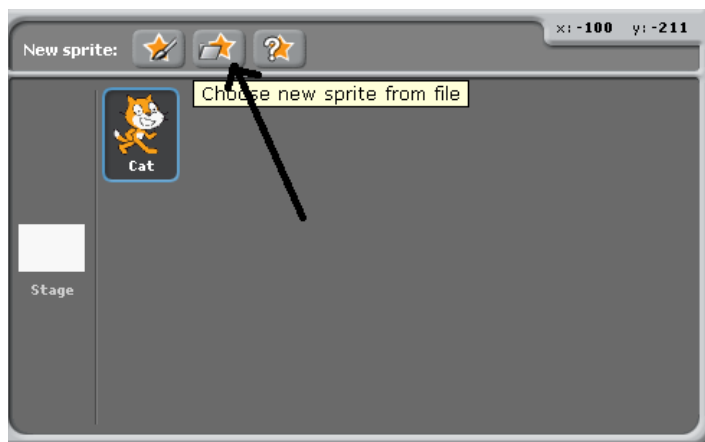 x: -100 y: -211
New sprite:
Choose new sprite from file
Cat
Stage